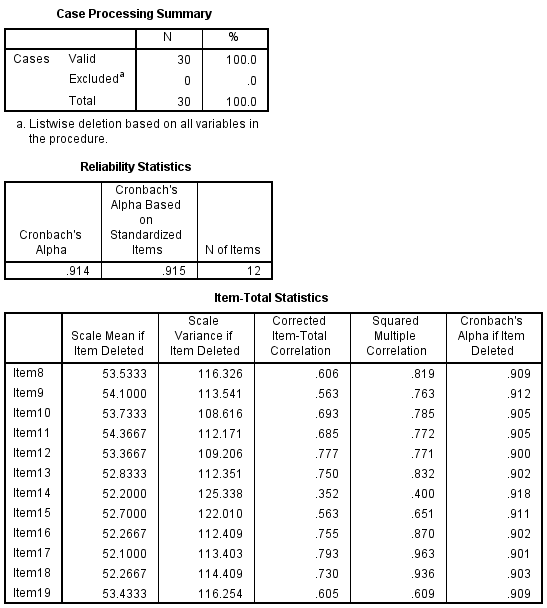 Case Processing Summary
N %
Cases Valid 30 100.0
Excludedᵃ 0 .0
Total 30 100.0
a. Listwise deletion based on all variables in
the procedure.
Reliability Statistics
Cronbach's Alpha Cronbach's Alpha Based on Standardized Items N of Items
.914 .915 12
Item-Total Statistics
Scale Mean if Item Deleted Scale Variance if Item Deleted Corrected Item-Total Correlation Squared Multiple Correlation Cronbach's Alpha if Item Deleted
Item8 53.5333 116.326 .606 .819 .909
Item9 54.1000 113.541 .563 .763 .912
Item10 53.7333 108.616 .693 .785 .905
Item11 54.3667 112.171 .685 .772 .905
Item12 53.3667 109.206 .777 .771 .900
Item13 52.8333 112.351 .750 .832 .902
Item14 52.2000 125.338 .352 .400 .918
Item15 52.7000 122.010 .563 .651 .911
Item16 52.2667 112.409 .755 .870 .902
Item17 52.1000 113.403 .793 .963 .901
Item18 52.2667 114.409 .730 .936 .903
Item19 53.4333 116.254 .605 .609 .909